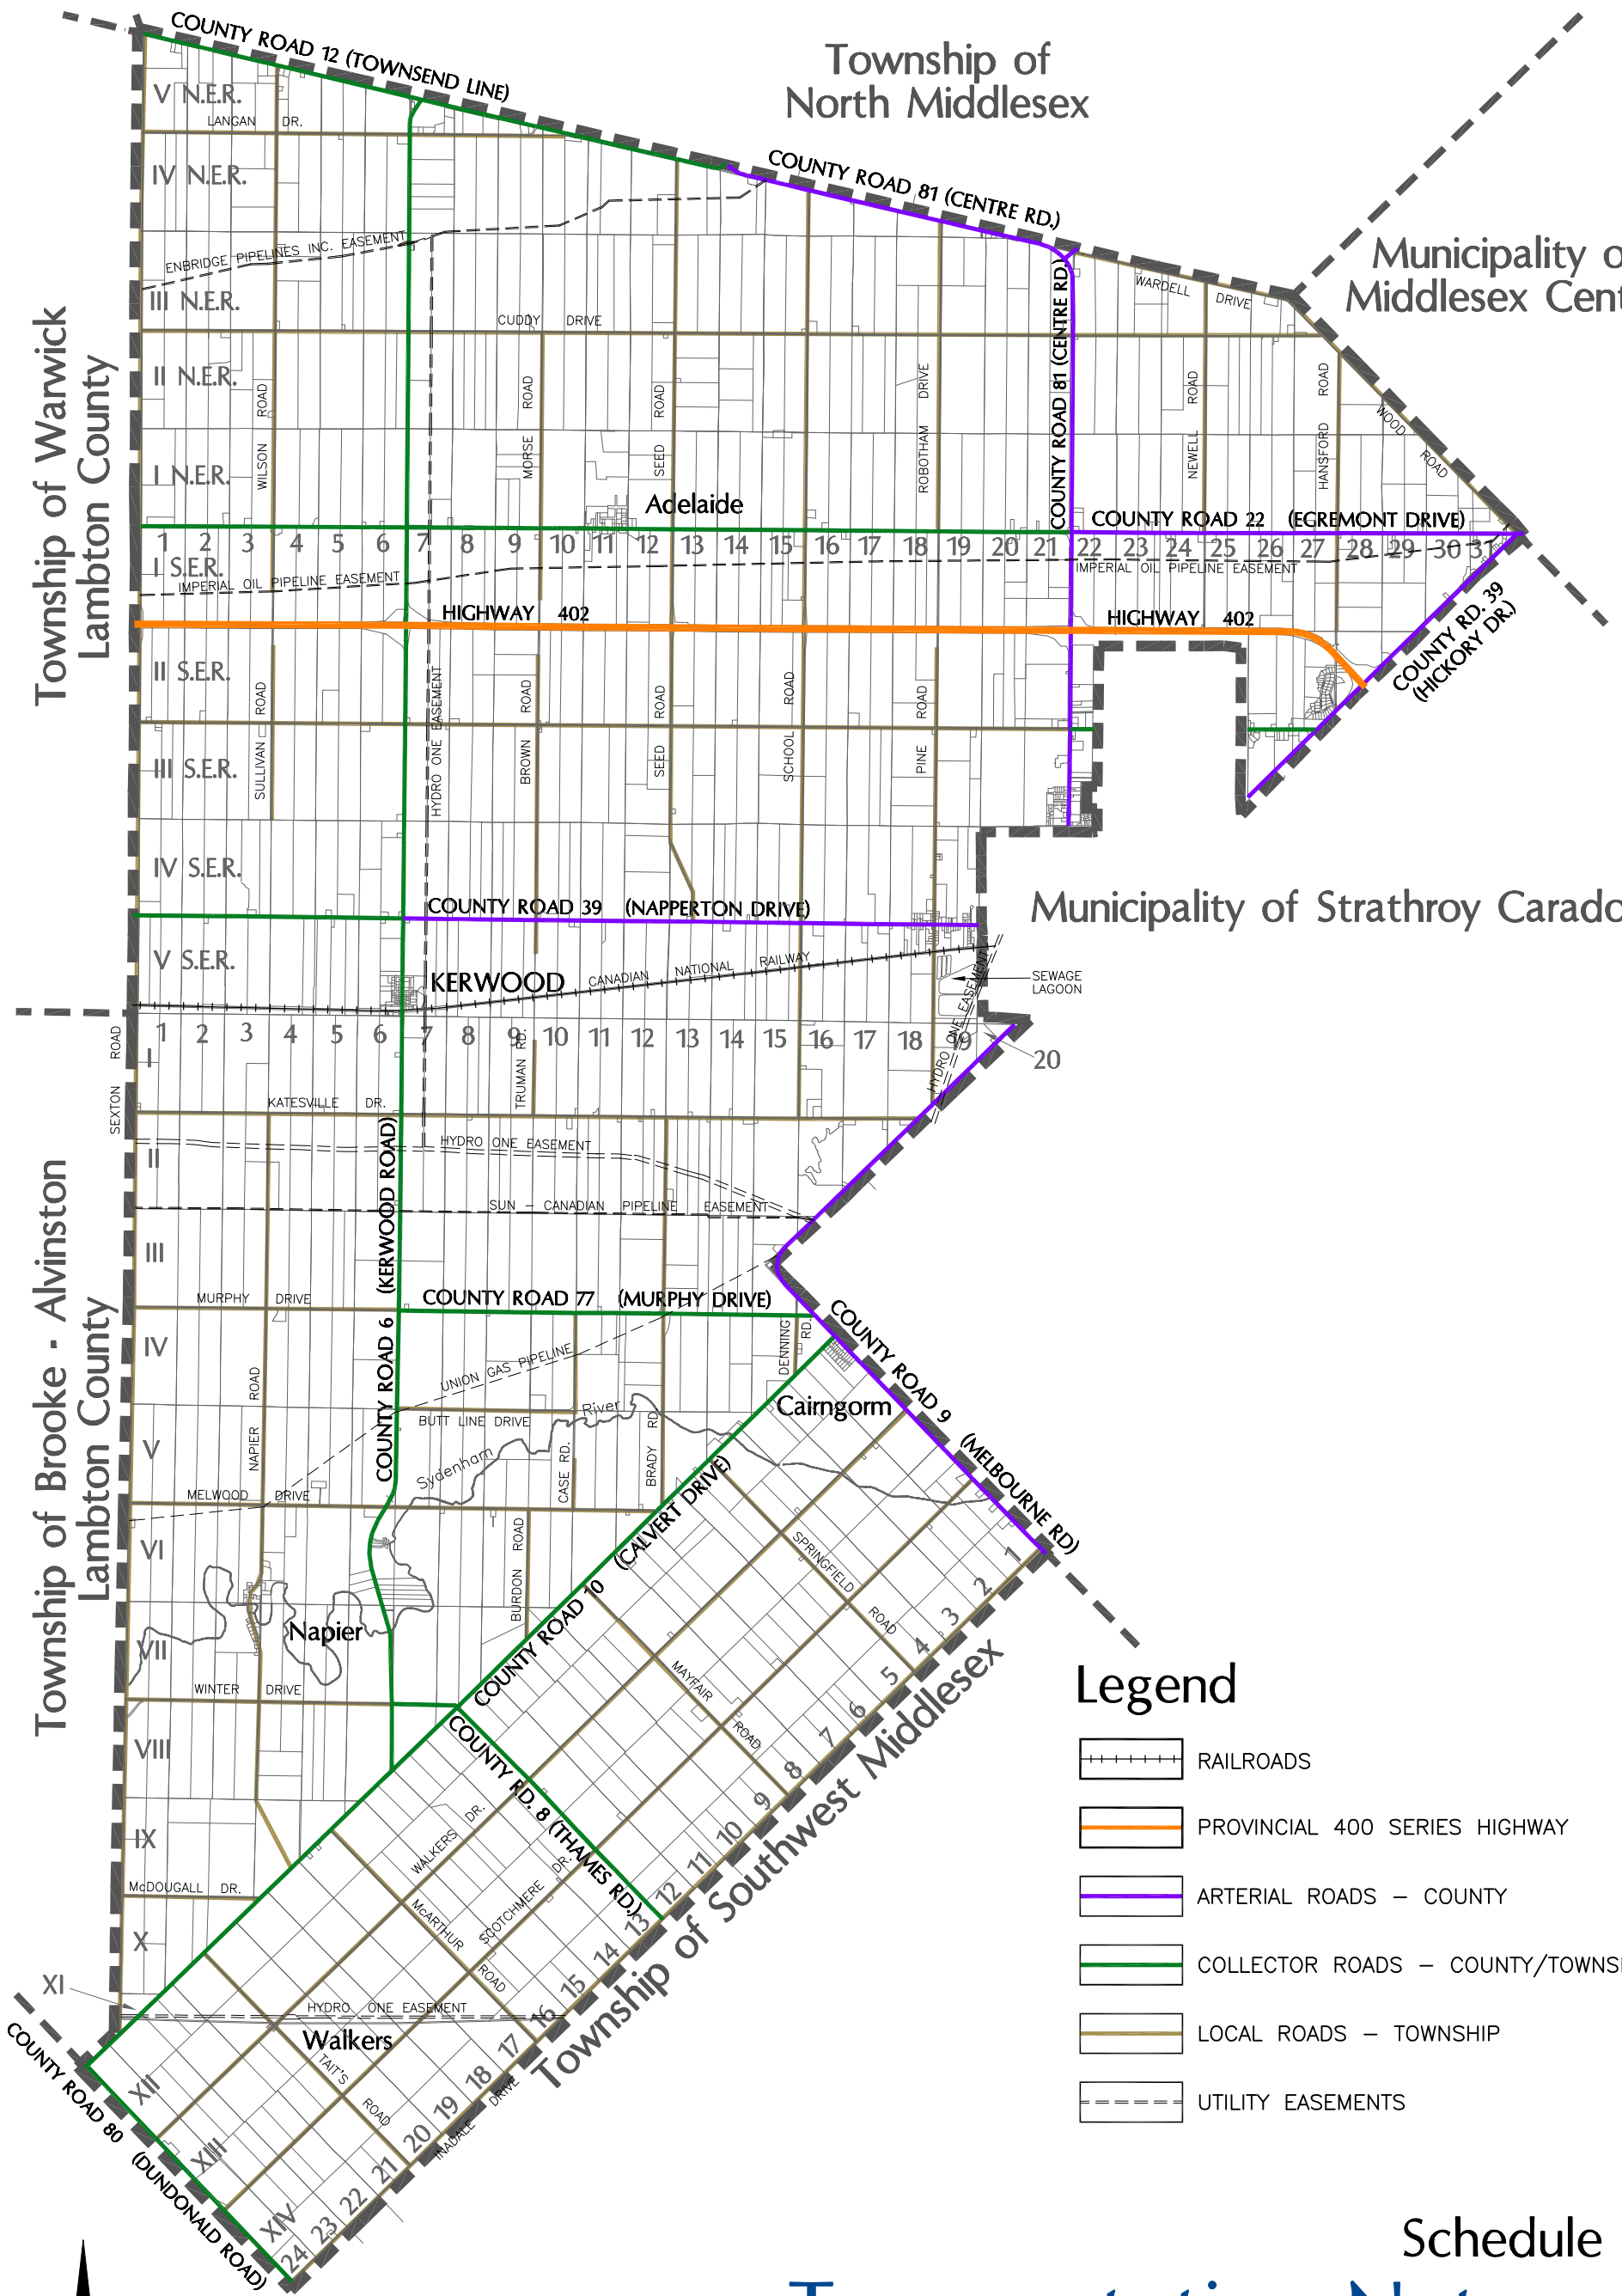 COUNTY ROAD 12 (TOWNSEND LINE)
Township of
North Middlesex
V N.E.R.
LANGAN DR.
IV N.E.R.
COUNTY ROAD 81 (CENTRE RD.)
ENBRIDGE PIPELINES INC. EASEMENT
Municipality o
Middlesex Cent
III N.E.R.
WARDELL DRIVE
CUDDY DRIVE
Township of Warwick
Lambton County
II N.E.R.
WILSON ROAD
MORSE ROAD
SEED ROAD
ROBOTHAM DRIVE
COUNTY ROAD 81 (CENTRE RD.)
NEWELL ROAD
HANSFORD ROAD
WOOD ROAD
I N.E.R.
Adelaide
COUNTY ROAD 22 (EGREMONT DRIVE)
1 2 3 4 5 6 7 8 9 10 11 12 13 14 15 16 17 18 19 20 21 22 23 24 25 26 27 28 29 30 31
I S.E.R.
IMPERIAL OIL PIPELINE EASEMENT
IMPERIAL OIL PIPELINE EASEMENT
HIGHWAY 402
HIGHWAY 402
COUNTY RD. 39
(HICKORY DR.)
II S.E.R.
SULLIVAN ROAD
HYDRO ONE EASEMENT
BROWN ROAD
SEED ROAD
SCHOOL ROAD
PINE ROAD
III S.E.R.
IV S.E.R.
COUNTY ROAD 39 (NAPPERTON DRIVE)
Municipality of Strathroy Carado
V S.E.R.
KERWOOD
CANADIAN NATIONAL RAILWAY
SEWAGE
LAGOON
HYDRO ONE EASEMENT
1 2 3 4 5 6 7 8 9 10 11 12 13 14 15 16 17 18 19
20
SEXTON ROAD
I
TRUMAN RD.
KATESVILLE DR.
HYDRO ONE EASEMENT
II
SUN - CANADIAN PIPELINE EASEMENT
III
COUNTY ROAD 6 (KERWOOD ROAD)
MURPHY DRIVE
COUNTY ROAD 77 (MURPHY DRIVE)
Township of Brooke - Alvinston
Lambton County
IV
UNION GAS PIPELINE
DENNING RD.
COUNTY ROAD 9 (MELBOURNE RD)
NAPIER ROAD
BUTT LINE DRIVE
Sydenham River
Cairngorm
V
CASE RD.
BRADY RD
MELWOOD DRIVE
VI
BURDON ROAD
COUNTY ROAD 10 (CALVERT DRIVE)
SPRINGFIELD ROAD
Napier
VII
MAYFAIR ROAD
WINTER DRIVE
VIII
COUNTY RD. 8 (THAMES RD.)
WALKERS DR.
IX
McDOUGALL DR.
McARTHUR ROAD
SCOTCHMERE DR.
X
XI
HYDRO ONE EASEMENT
Walkers
TAIT'S ROAD
XII
XIII
XIV
1 2 3 4 5 6 7 8 9 10 11 12 13 14 15 16 17 18 19 20 21 22 23 24
INADALE DRIVE
Township of Southwest Middlesex
COUNTY ROAD 80 (DUNDONALD ROAD)
Legend
RAILROADS
PROVINCIAL 400 SERIES HIGHWAY
ARTERIAL ROADS - COUNTY
COLLECTOR ROADS - COUNTY/TOWNS
LOCAL ROADS - TOWNSHIP
UTILITY EASEMENTS
Schedule